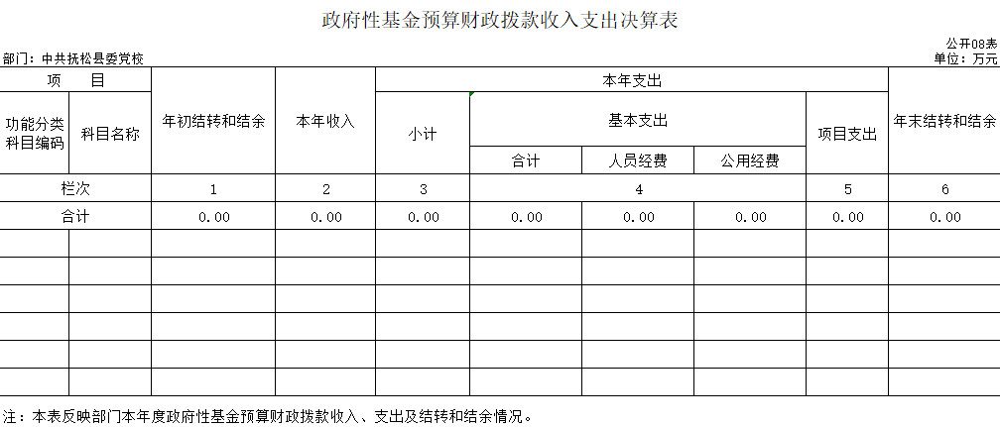 政府性基金预算财政拨款收入支出决算表
公开08表
部门：中共抚松县委党校 单位：万元
项 目 年初结转和结余 本年收入 本年支出 年末结转和结余
功能分类科目编码 科目名称 小计 基本支出 项目支出
合计 人员经费 公用经费
栏次 1 2 3 4 5 6
合计 0.00 0.00 0.00 0.00 0.00 0.00 0.00 0.00
注：本表反映部门本年度政府性基金预算财政拨款收入、支出及结转和结余情况。